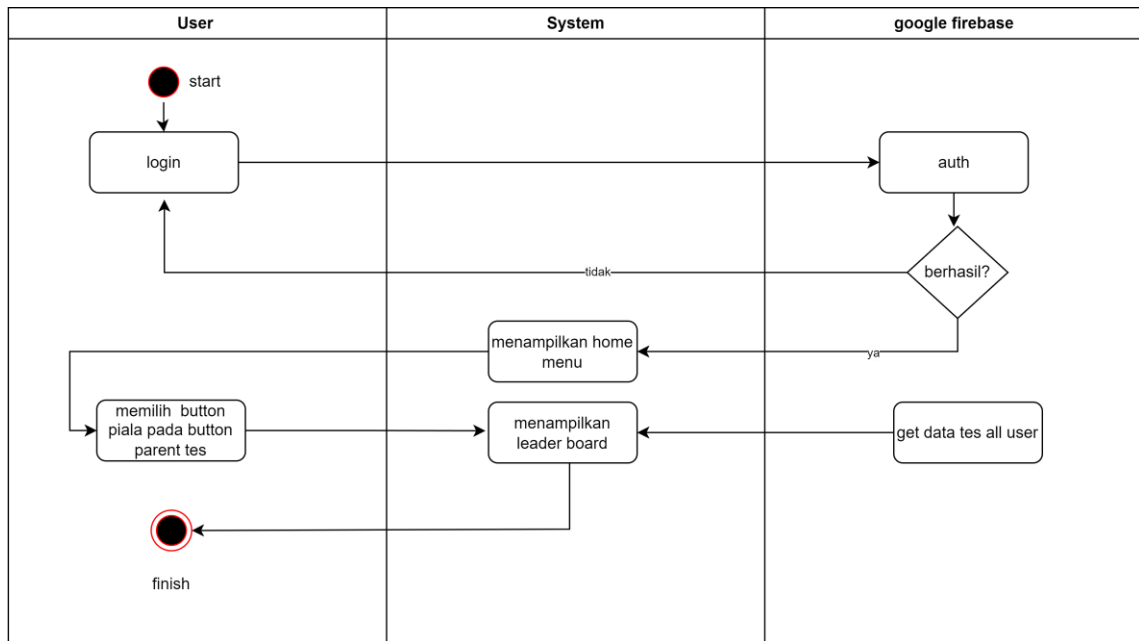 User
System
google firebase
start
login
auth
berhasil?
tidak
menampilkan home
menu
ya
memilih  button
piala pada button
parent tes
menampilkan
leader board
get data tes all user
finish